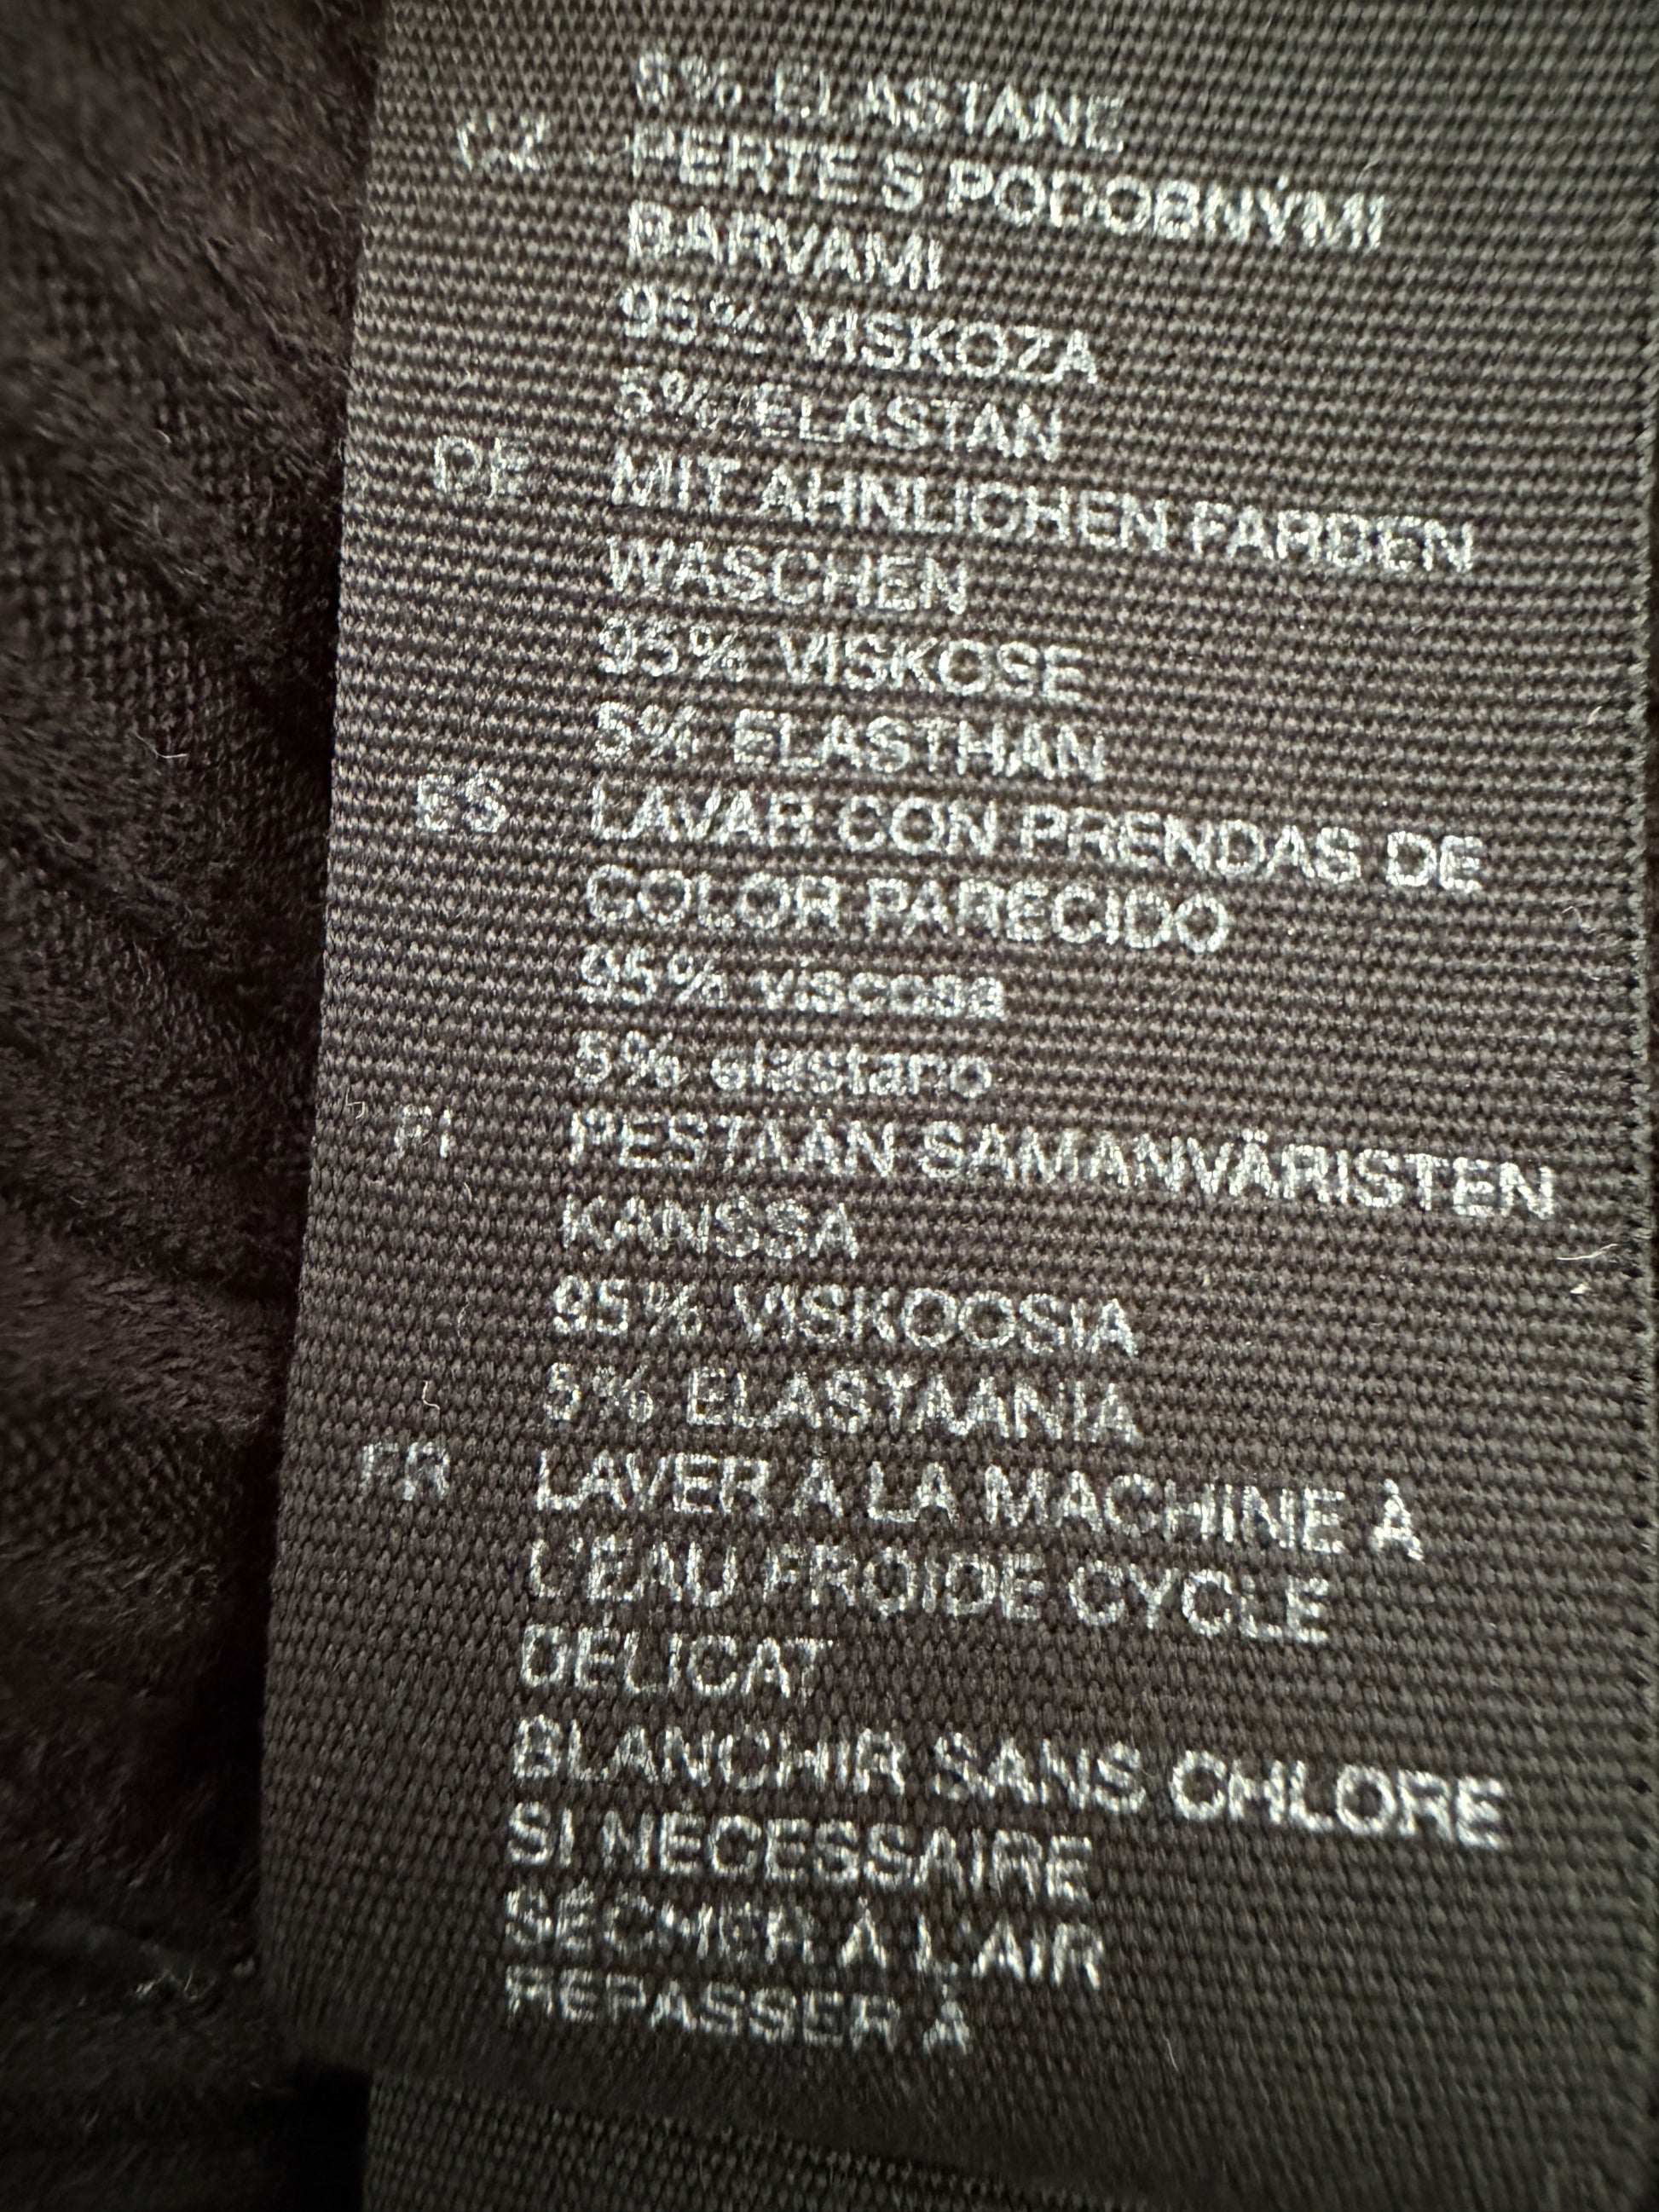 5% ELASTANE
CZ PERTE S PODOBNÝMI
BARVAMI
95% VISKOZA
5% ELASTAN
DE MIT ÄHNLICHEN FARBEN
WASCHEN
95% VISKOSE
5% ELASTHAN
ES LAVAR CON PRENDAS DE
COLOR PARECIDO
95% viscosa
5% elastano
FI PESTÄÄN SAMANVÄRISTEN
KANSSA
95% VISKOOSIA
5% ELASTAANIA
FR LAVER À LA MACHINE À
L'EAU FROIDE CYCLE
DÉLICAT
BLANCHIR SANS CHLORE
SI NÉCESSAIRE
SÉCHER À L'AIR
REPASSER À